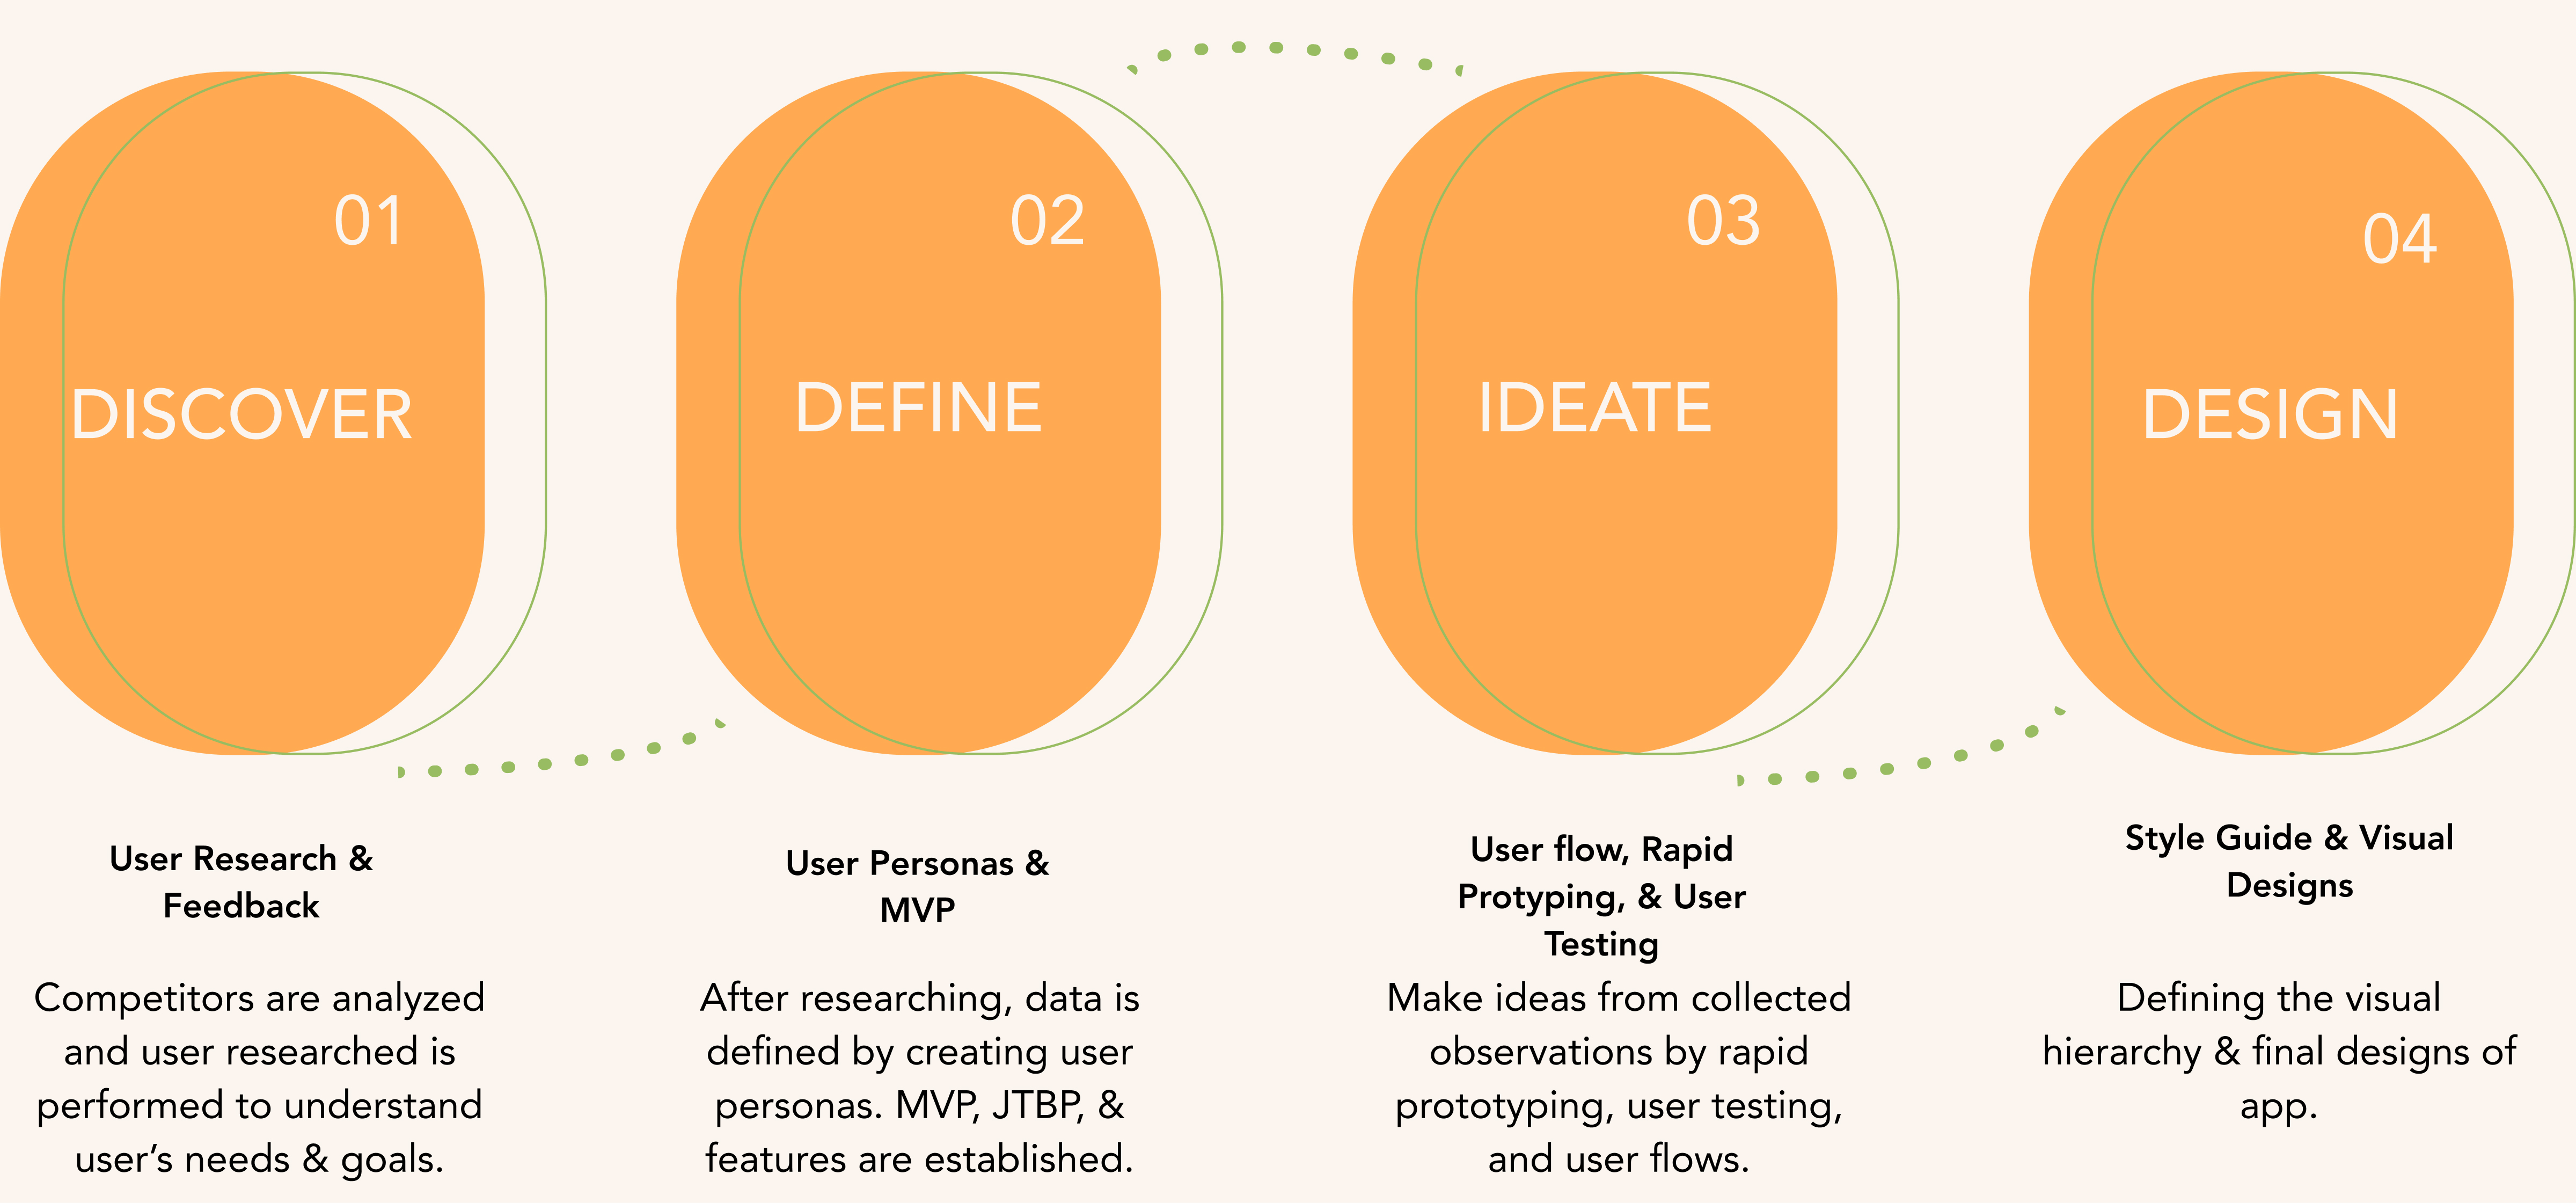 01
DISCOVER
User Research &
Feedback
Competitors are analyzed
and user researched is
performed to understand
user’s needs & goals.
02
DEFINE
User Personas &
MVP
After researching, data is
defined by creating user
personas. MVP, JTBP, &
features are established.
03
IDEATE
User flow, Rapid
Protyping, & User
Testing
Make ideas from collected
observations by rapid
prototyping, user testing,
and user flows.
04
DESIGN
Style Guide & Visual
Designs
Defining the visual
hierarchy & final designs of
app.